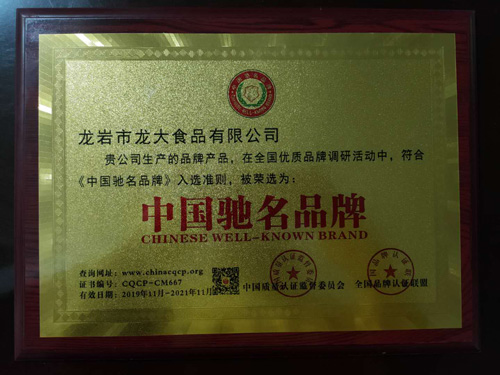 龙岩市龙大食品有限公司
贵公司生产的品牌产品，在全国优质品牌调研活动中，符合
《中国驰名品牌》入选准则，被荣选为：
中国驰名品牌
CHINESE WELL-KNOWN BRAND
查询网址：www.chinacqcp.org
证书编号：CQCP-CM667
有效日期：2019年11月-2021年11月
中国质量认证监督委员会 全国品牌认证联盟